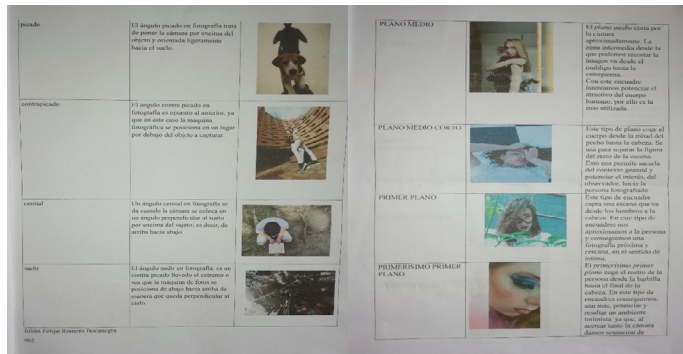 picado
El ángulo picado en fotografía trata
de poner la cámara por encima del
objeto y orientada ligeramente
hacia el suelo
contrapicado
El ángulo contra picado en
fotografía es opuesto al anterior, ya
que en este caso la máquina
fotográfica se posiciona en un lugar
por debajo del objeto a capturar.
cenital
Un ángulo cenital en fotografía se
da cuando la cámara se coloca en
un ángulo perpendicular al suelo
por encima del sujeto, es decir, de
arriba hacia abajo
nadir
El ángulo nadir en fotografía, es un
contra picado llevado al extremo o
sea que la máquina de fotos se
posiciona de abajo hacia arriba de
manera que queda perpendicular al
cielo.
Felipe Romero
902
PLANO MEDIO
El plano medio corta por
la cintura
aproximadamente. La
zona intermedia desde la
que podemos recortar la
imagen va desde el
ombligo hasta la
entrepierna.
Con este encuadre
intentamos potenciar el
atractivo del cuerpo
humano, por ello es la
más utilizada.
PLANO MEDIO CORTO
Este tipo de plano coge el
cuerpo desde la mitad del
pecho hasta la cabeza. Se
usa para separar la figura
del resto de la escena.
Esto nos permite sacarla
del contexto general y
potenciar el interés, del
observador, hacia la
persona fotografiada
PRIMER PLANO
Este tipo de encuadre
capta una escena que va
desde los hombros a la
cabeza. En este tipo de
encuadres nos
aproximamos a la persona
y conseguimos una
fotografía próxima y
cercana, en el sentido de
íntima.
PRIMERISIMO PRIMER
PLANO
El primerísimo primer
plano coge el rostro de la
persona desde la barbilla
hasta el final de la
cabeza. En este tipo de
encuadres conseguimos,
aún más, potenciar y
resaltar un ambiente
intimista, ya que, al
acercar tanto la cámara
damos sensación de